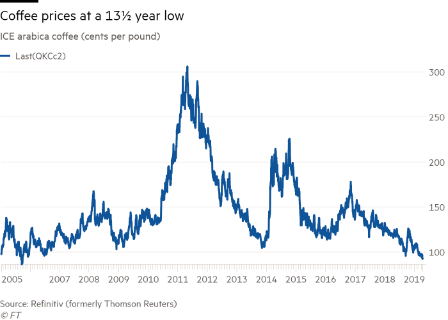 Coffee prices at a 13½ year low
ICE arabica coffee (cents per pound)
Last(QKCc2)
300
250
200
150
100
2005 2007 2008 2009 2010 2011 2012 2013 2014 2015 2016 2017 2018 2019
Source: Refinitiv (formerly Thomson Reuters)
© FT